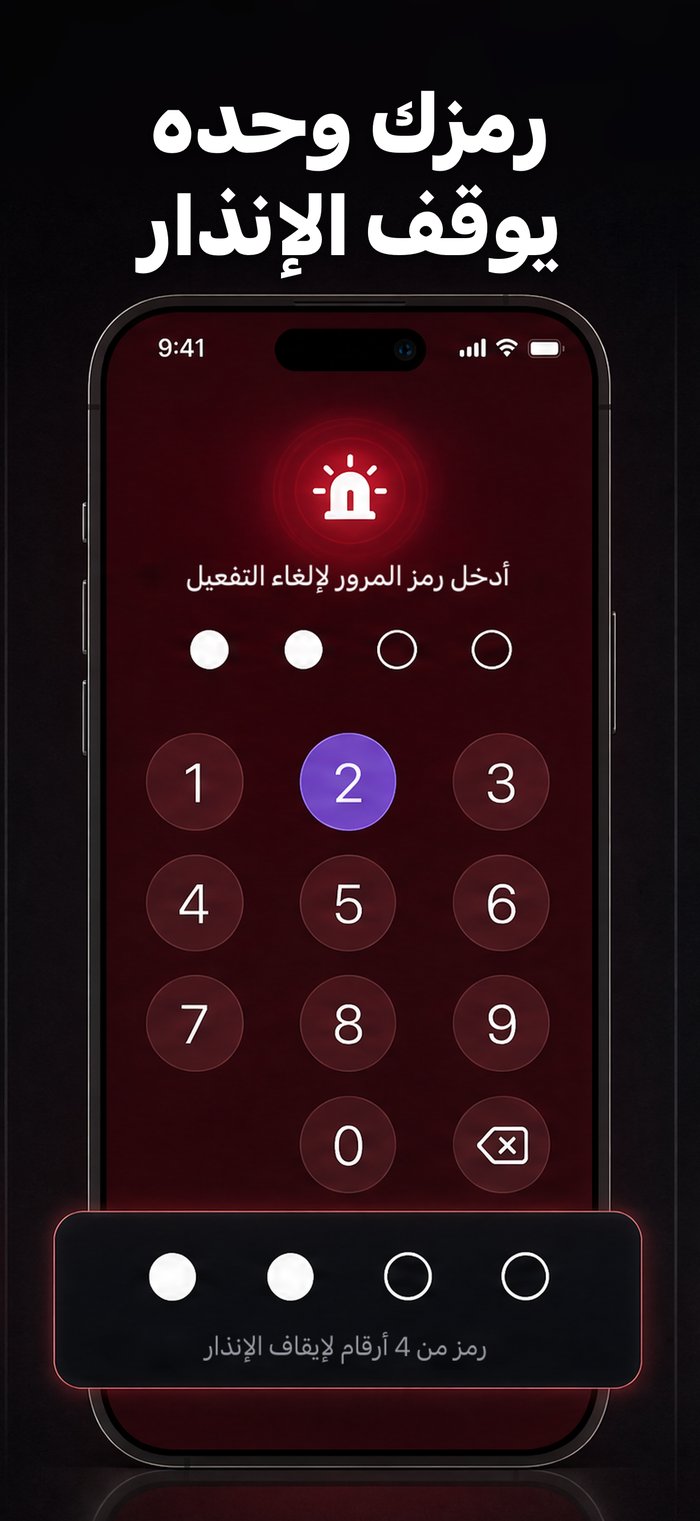 رمزك وحده
يوقف الإنذار
9:41
أدخل رمز المرور لإلغاء التفعيل
1 2 3
4 5 6
7 8 9
0
رمز من 4 أرقام لإيقاف الإنذار